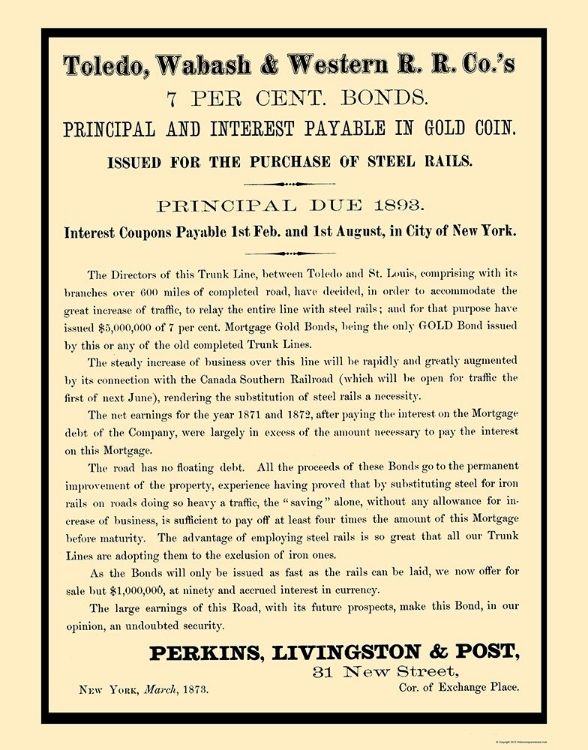 Toledo, Wabash & Western R. R. Co.'s
7 PER CENT. BONDS.
PRINCIPAL AND INTEREST PAYABLE IN GOLD COIN.
ISSUED FOR THE PURCHASE OF STEEL RAILS.
PRINCIPAL DUE 1893.
Interest Coupons Payable 1st Feb. and 1st August, in City of New York.
The Directors of this Trunk Line, between Toledo and St. Louis, comprising with its
branches over 600 miles of completed road, have decided, in order to accommodate the
great increase of traffic, to relay the entire line with steel rails; and for that purpose have
issued $5,000,000 of 7 per cent. Mortgage Gold Bonds, being the only GOLD Bond issued
by this or any of the old completed Trunk Lines.
The steady increase of business over this line will be rapidly and greatly augmented
by its connection with the Canada Southern Railroad (which will be open for traffic the
first of next June), rendering the substitution of steel rails a necessity.
The net earnings for the year 1871 and 1872, after paying the interest on the Mortgage
debt of the Company, were largely in excess of the amount necessary to pay the interest
on this Mortgage.
The road has no floating debt. All the proceeds of these Bonds go to the permanent
improvement of the property, experience having proved that by substituting steel for iron
rails on roads doing so heavy a traffic, the "saving" alone, without any allowance for in-
crease of business, is sufficient to pay off at least four times the amount of this Mortgage
before maturity. The advantage of employing steel rails is so great that all our Trunk
Lines are adopting them to the exclusion of iron ones.
As the Bonds will only be issued as fast as the rails can be laid, we now offer for
sale but $1,000,000, at ninety and accrued interest in currency.
The large earnings of this Road, with its future prospects, make this Bond, in our
opinion, an undoubted security.
PERKINS, LIVINGSTON & POST,
31 New Street,
NEW YORK, March, 1873.
Cor. of Exchange Place.